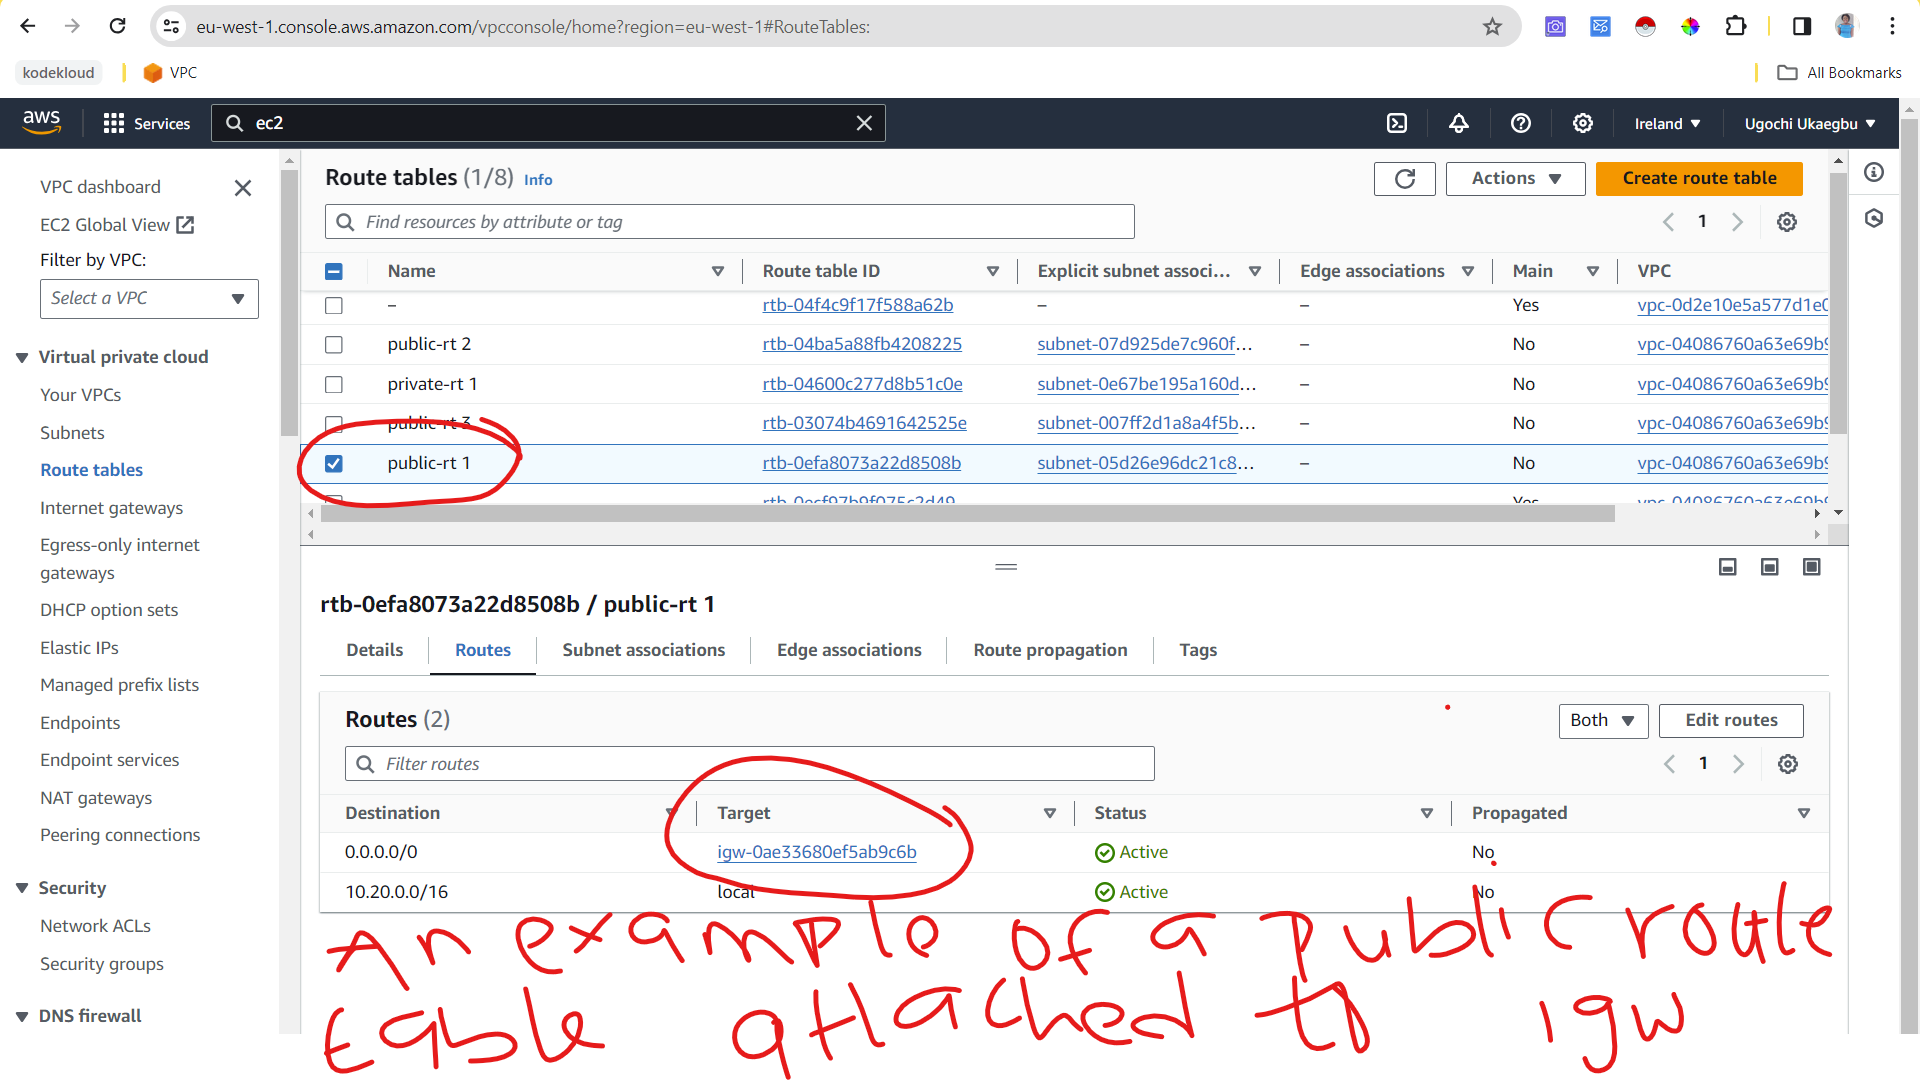 eu-west-1.console.aws.amazon.com/vpcconsole/home?region=eu-west-1#RouteTables:
kodekloud
VPC
All Bookmarks
aws
Services
ec2
Ireland
Ugochi Ukaegbu
VPC dashboard
EC2 Global View
Filter by VPC:
Select a VPC
Virtual private cloud
Your VPCs
Subnets
Route tables
Internet gateways
Egress-only internet
gateways
DHCP option sets
Elastic IPs
Managed prefix lists
Endpoints
Endpoint services
NAT gateways
Peering connections
Security
Network ACLs
Security groups
DNS firewall
Route tables (1/8) Info
Actions
Create route table
Find resources by attribute or tag
1
Name Route table ID Explicit subnet associ... Edge associations Main VPC
– rtb-04f4c9f17f588a62b – – Yes vpc-0d2e10e5a577d1e0
public-rt 2 rtb-04ba5a88fb4208225 subnet-07d925de7c960f... – No vpc-04086760a63e69b9
private-rt 1 rtb-04600c277d8b51c0e subnet-0e67be195a160d... – No vpc-04086760a63e69b9
public-rt 3 rtb-03074b4691642525e subnet-007ff2d1a8a4f5b... – No vpc-04086760a63e69b9
public-rt 1 rtb-0efa8073a22d8508b subnet-05d26e96dc21c8... – No vpc-04086760a63e69b9
rtb-0ecf97b9f075c2d49 Yes vpc-04086760a63e69b9
rtb-0efa8073a22d8508b / public-rt 1
Details Routes Subnet associations Edge associations Route propagation Tags
Routes (2)
Both
Edit routes
Filter routes
1
Destination Target Status Propagated
0.0.0.0/0 igw-0ae33680ef5ab9c6b Active No
10.20.0.0/16 local Active No
An example of a public route
table attached to igw